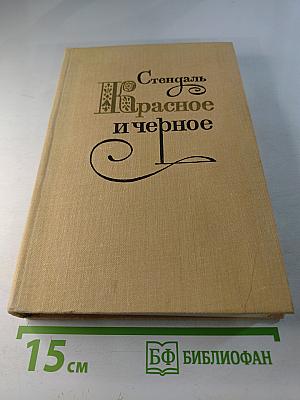 Стендаль
Красное
и черное
15 см
БФ БИБЛИОФАН